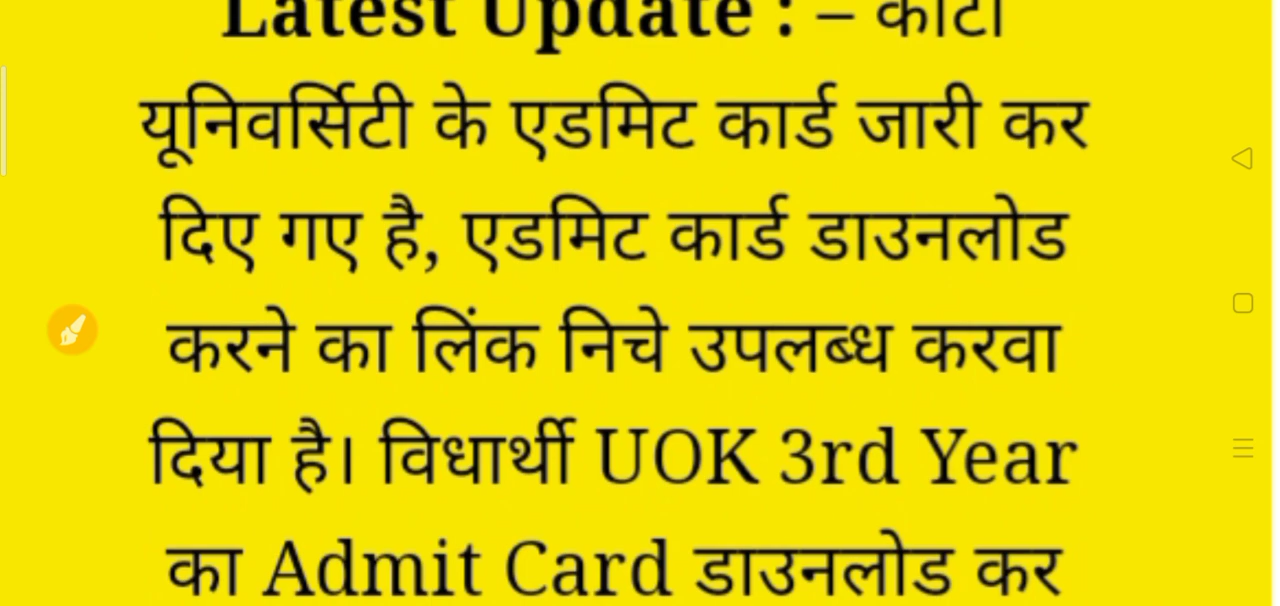 Latest Update : – कोटा
यूनिवर्सिटी के एडमिट कार्ड जारी कर
दिए गए है, एडमिट कार्ड डाउनलोड
करने का लिंक निचे उपलब्ध करवा
दिया है। विधार्थी UOK 3rd Year
का Admit Card डाउनलोड कर